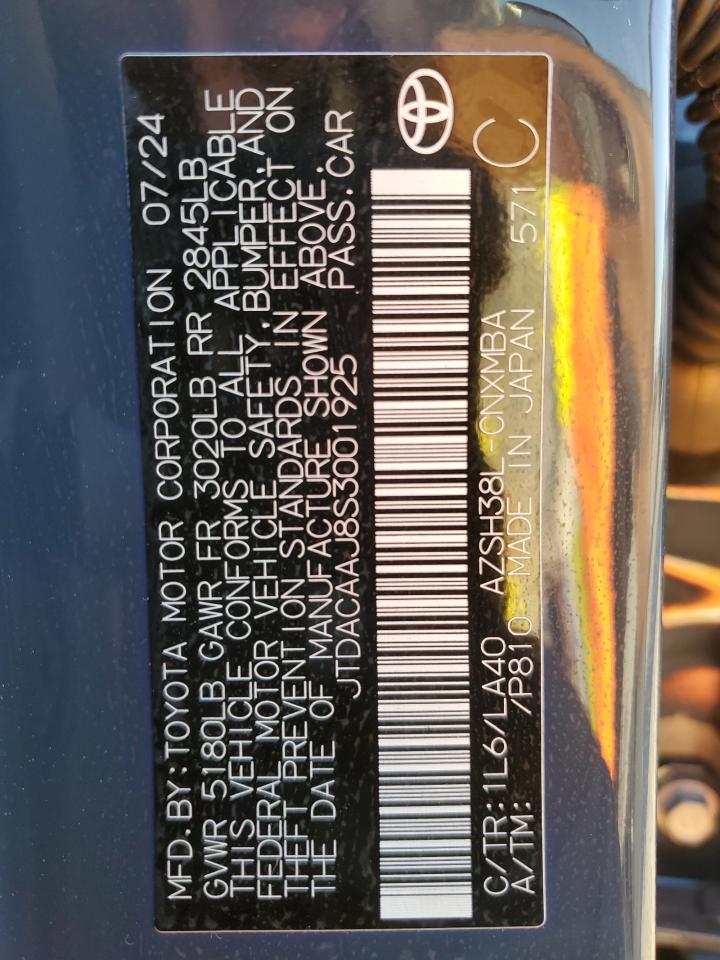 MFD.BY:TOYOTA MOTOR CORPORATION 07/24
GVWR 5180LB GAWR FR 3020LB RR 2845LB
THIS VEHICLE CONFORMS TO ALL APPLICABLE
FEDERAL MOTOR VEHICLE SAFETY,BUMPER,AND
THEFT PREVENTION STANDARDS IN EFFECT ON
THE DATE OF MANUFACTURE SHOWN ABOVE.
JTDACAAJ8S3001925 PASS.CAR
C/TR:1L6/LA40 AZSH38L-CNXMBA
A/TM: /P810 MADE IN JAPAN 571 C